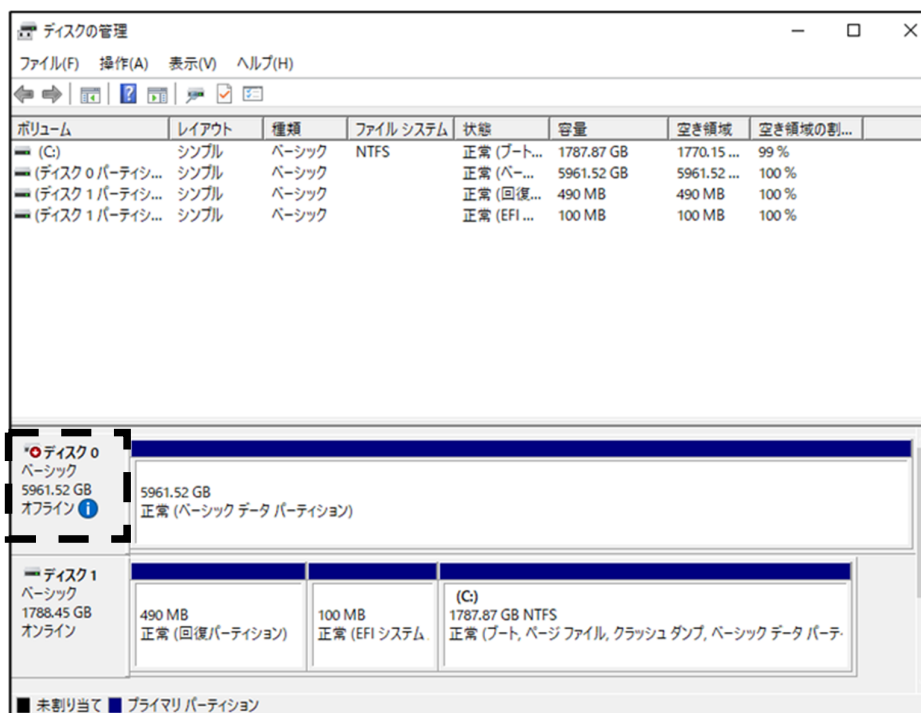 ディスクの管理
ファイル(F) 操作(A) 表示(V) ヘルプ(H)
ボリューム レイアウト 種類 ファイル システム 状態 容量 空き領域 空き領域の割...
(C:) シンプル ベーシック NTFS 正常 (ブート... 1787.87 GB 1770.15 ... 99 %
(ディスク 0 パーティシ... シンプル ベーシック 正常 (ベー... 5961.52 GB 5961.52 ... 100 %
(ディスク 1 パーティシ... シンプル ベーシック 正常 (回復... 490 MB 490 MB 100 %
(ディスク 1 パーティシ... シンプル ベーシック 正常 (EFI ... 100 MB 100 MB 100 %
ディスク 0
ベーシック
5961.52 GB
オフライン
5961.52 GB
正常 (ベーシック データ パーティション)
ディスク 1
ベーシック
1788.45 GB
オンライン
490 MB
正常 (回復パーティション)
100 MB
正常 (EFI システム
(C:)
1787.87 GB NTFS
正常 (ブート, ページ ファイル, クラッシュ ダンプ, ベーシック データ パーテ
未割り当て プライマリ パーティション